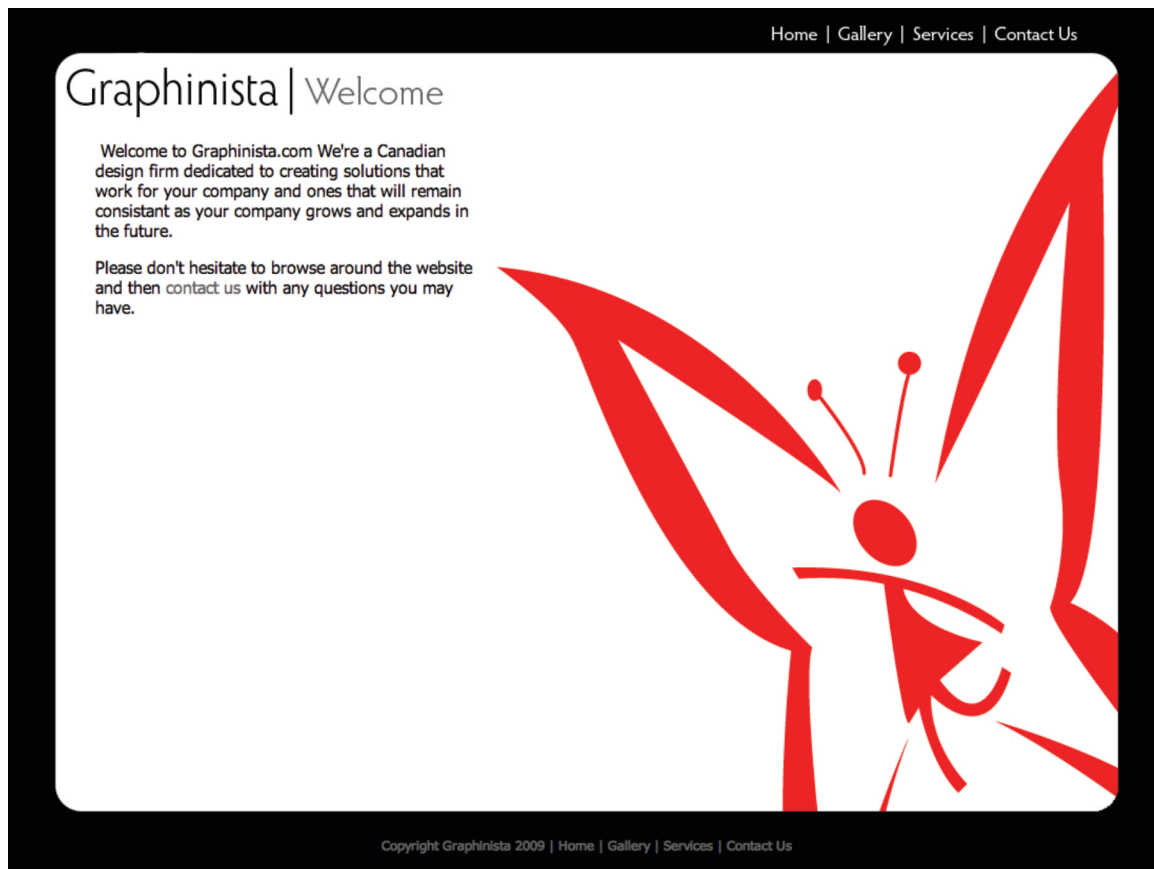 Home | Gallery | Services | Contact Us
Graphinista | Welcome
Welcome to Graphinista.com We're a Canadian
design firm dedicated to creating solutions that
work for your company and ones that will remain
consistant as your company grows and expands in
the future.
Please don't hesitate to browse around the website
and then contact us with any questions you may
have.
Copyright Graphinista 2009 | Home | Gallery | Services | Contact Us